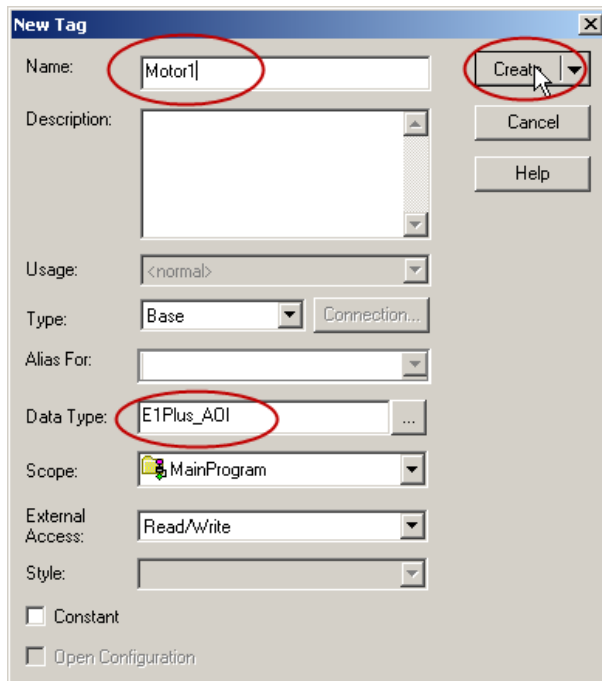 New Tag
Name:
Motor1
Create
Description:
Cancel
Help
Usage:
<normal>
Type:
Base
Connection...
Alias For:
Data Type:
E1Plus_AOI
...
Scope:
MainProgram
External
Access:
Read/Write
Style:
Constant
Open Configuration